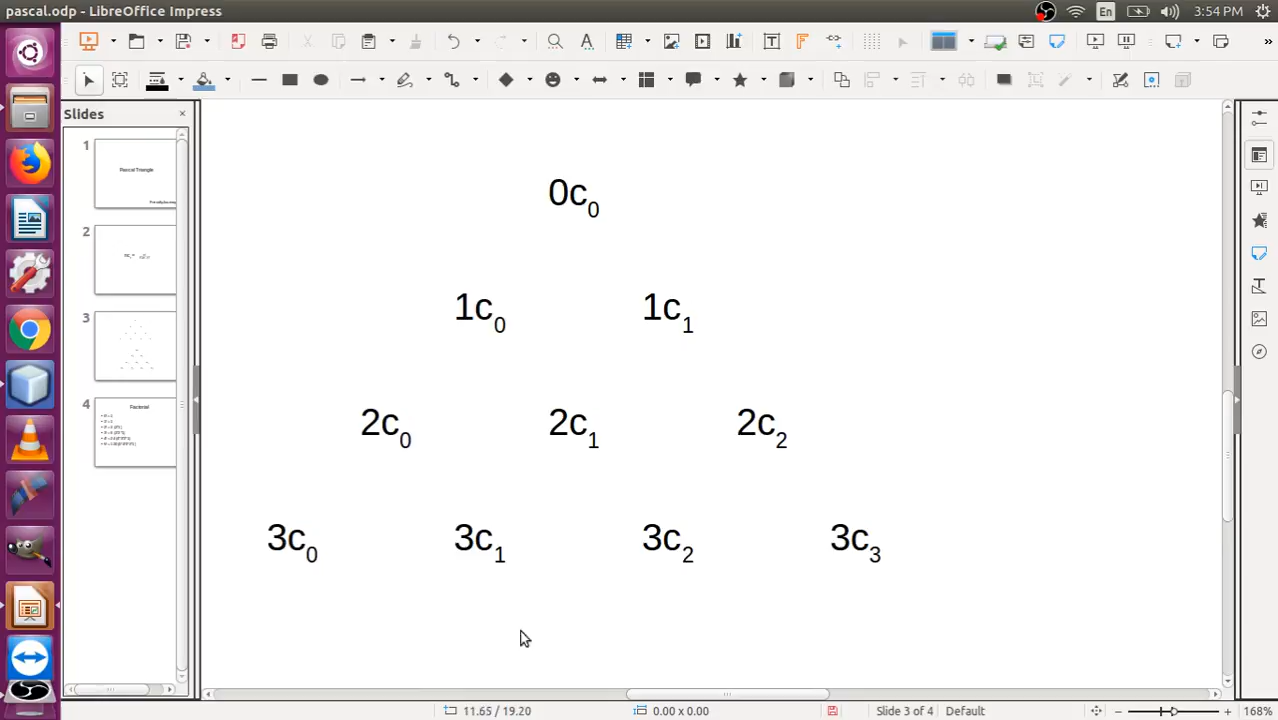 pascal.odp - LibreOffice Impress
En
3:54 PM
Slides
1
Pascal Triangle
2
3
4
Factorial
0c₀
1c₀ 1c₁
2c₀ 2c₁ 2c₂
3c₀ 3c₁ 3c₂ 3c₃
11.65 / 19.20
0.00 x 0.00
Slide 3 of 4
Default
168%